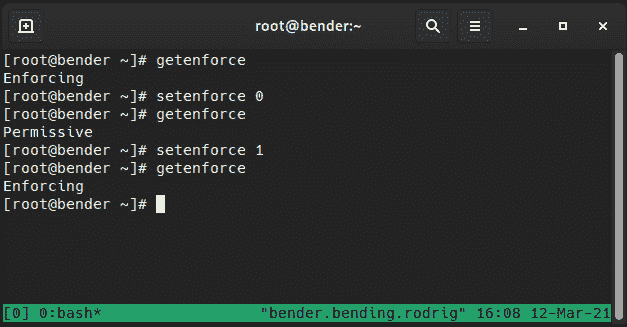 root@bender:~
[root@bender ~]# getenforce
Enforcing
[root@bender ~]# setenforce 0
[root@bender ~]# getenforce
Permissive
[root@bender ~]# setenforce 1
[root@bender ~]# getenforce
Enforcing
[root@bender ~]#
[0] 0:bash* "bender.bending.rodrig" 16:08 12-Mar-21